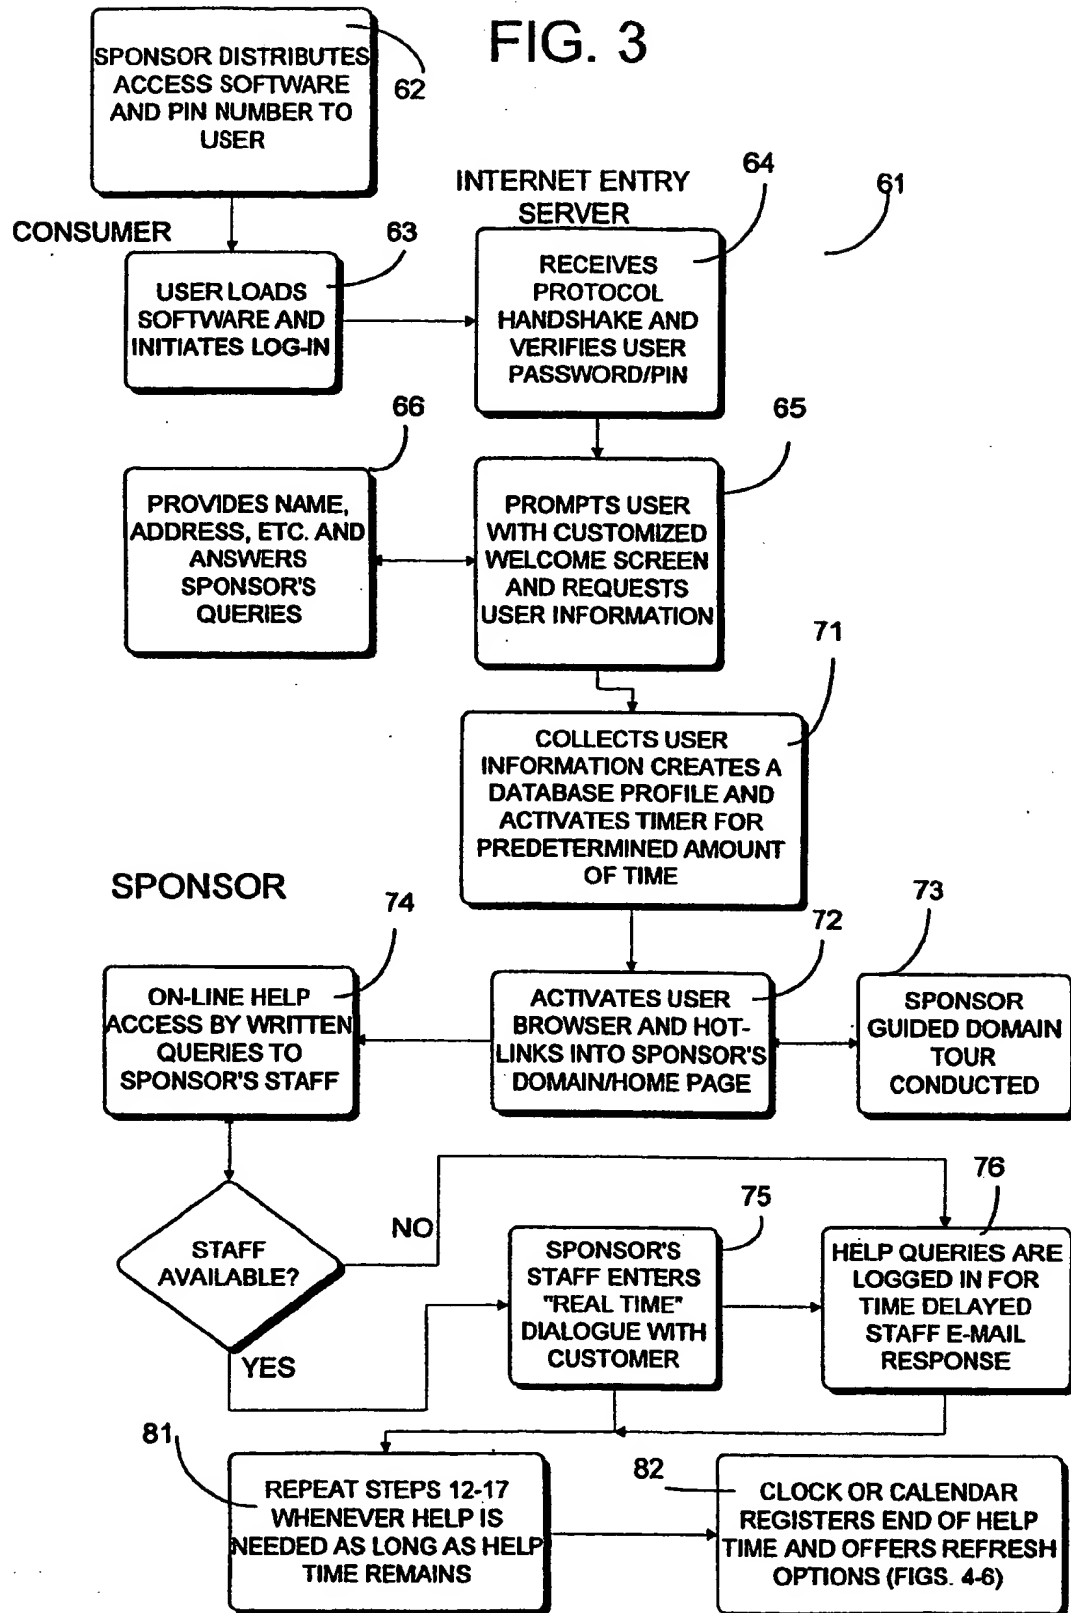 FIG. 3
SPONSOR DISTRIBUTES
ACCESS SOFTWARE
AND PIN NUMBER TO
USER
62
CONSUMER
63
USER LOADS
SOFTWARE AND
INITIATES LOG-IN
INTERNET ENTRY
SERVER
64
61
RECEIVES
PROTOCOL
HANDSHAKE AND
VERIFIES USER
PASSWORD/PIN
66
PROVIDES NAME,
ADDRESS, ETC. AND
ANSWERS
SPONSOR'S
QUERIES
65
PROMPTS USER
WITH CUSTOMIZED
WELCOME SCREEN
AND REQUESTS
USER INFORMATION
71
COLLECTS USER
INFORMATION CREATES A
DATABASE PROFILE AND
ACTIVATES TIMER FOR
PREDETERMINED AMOUNT
OF TIME
SPONSOR
74
ON-LINE HELP
ACCESS BY WRITTEN
QUERIES TO
SPONSOR'S STAFF
72
ACTIVATES USER
BROWSER AND HOT-
LINKS INTO SPONSOR'S
DOMAIN/HOME PAGE
73
SPONSOR
GUIDED DOMAIN
TOUR
CONDUCTED
STAFF
AVAILABLE?
NO
YES
75
SPONSOR'S
STAFF ENTERS
"REAL TIME"
DIALOGUE WITH
CUSTOMER
76
HELP QUERIES ARE
LOGGED IN FOR
TIME DELAYED
STAFF E-MAIL
RESPONSE
81
REPEAT STEPS 12-17
WHENEVER HELP IS
NEEDED AS LONG AS HELP
TIME REMAINS
82
CLOCK OR CALENDAR
REGISTERS END OF HELP
TIME AND OFFERS REFRESH
OPTIONS (FIGS. 4-6)